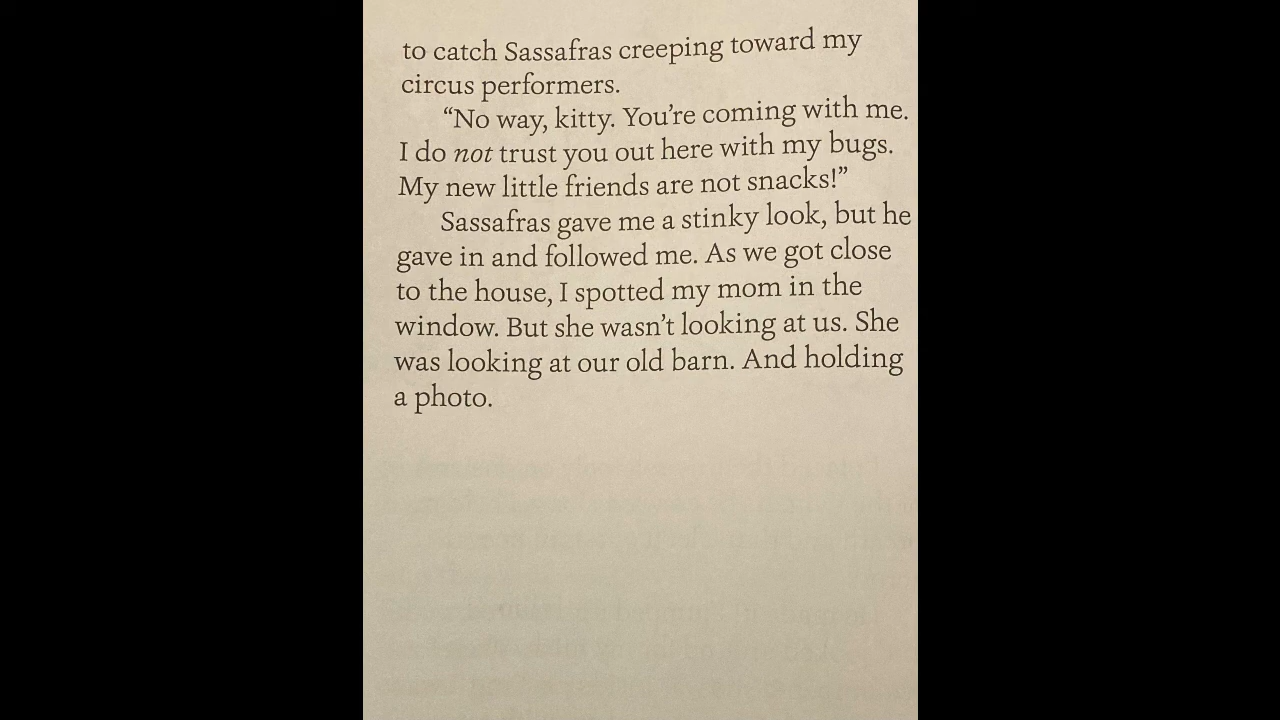 to catch Sassafras creeping toward my
circus performers.
“No way, kitty. You’re coming with me.
I do not trust you out here with my bugs.
My new little friends are not snacks!”
Sassafras gave me a stinky look, but he
gave in and followed me. As we got close
to the house, I spotted my mom in the
window. But she wasn’t looking at us. She
was looking at our old barn. And holding
a photo.